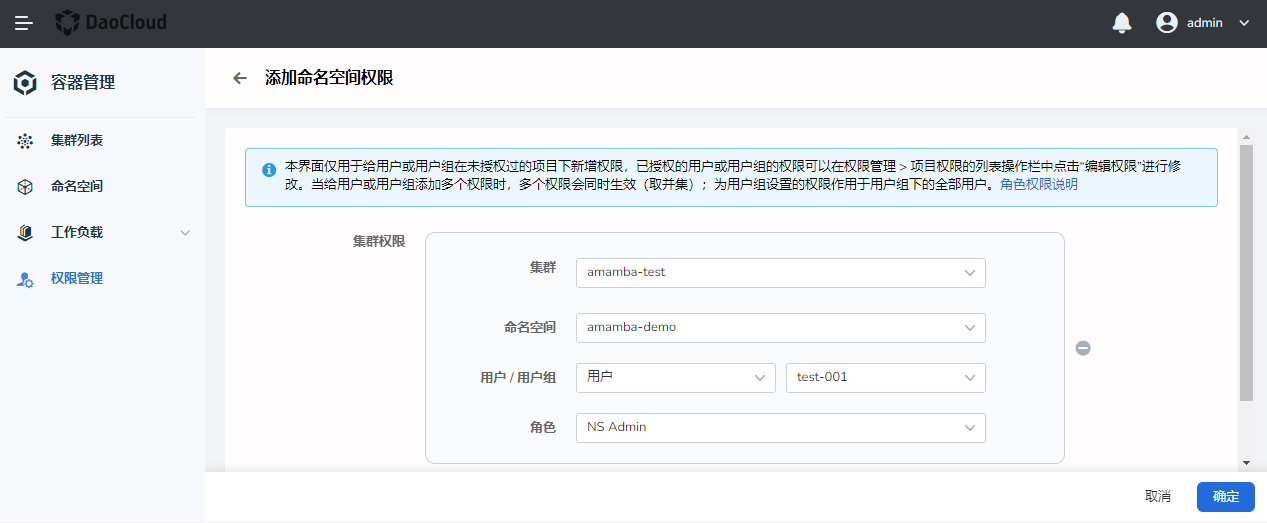 DaoCloud
admin
容器管理
集群列表
命名空间
工作负载
权限管理
添加命名空间权限
本界面仅用于给用户或用户组在未授权过的项目下新增权限，已授权的用户或用户组的权限可以在权限管理 > 项目权限的列表操作栏中点击“编辑权限”进行修
改。当给用户或用户组添加多个权限时，多个权限会同时生效（取并集）；为用户组设置的权限作用于用户组下的全部用户。角色权限说明
集群权限
集群 amamba-test
命名空间 amamba-demo
用户 / 用户组 用户 test-001
角色 NS Admin
取消 确定